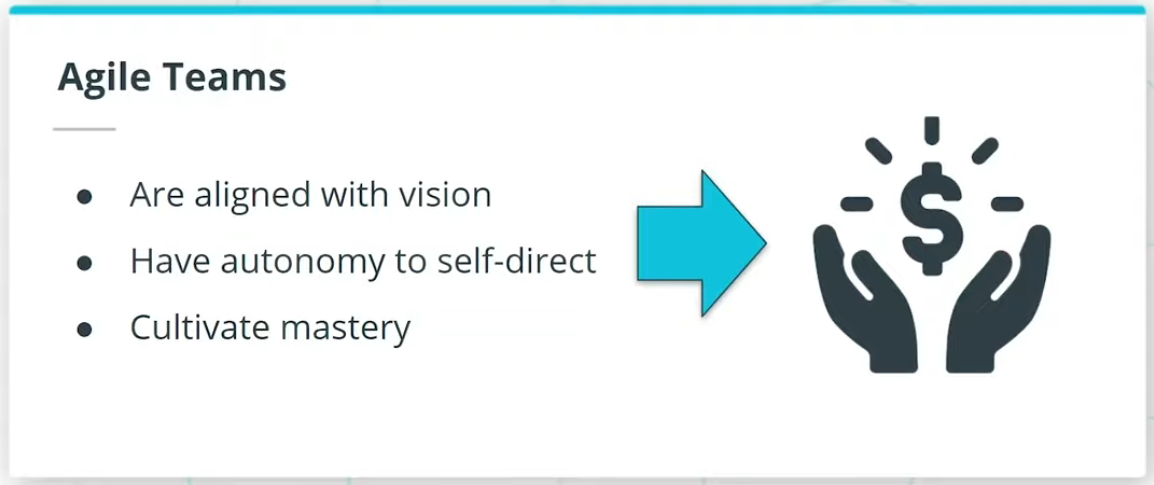 Agile Teams
● Are aligned with vision
● Have autonomy to self-direct
● Cultivate mastery
$